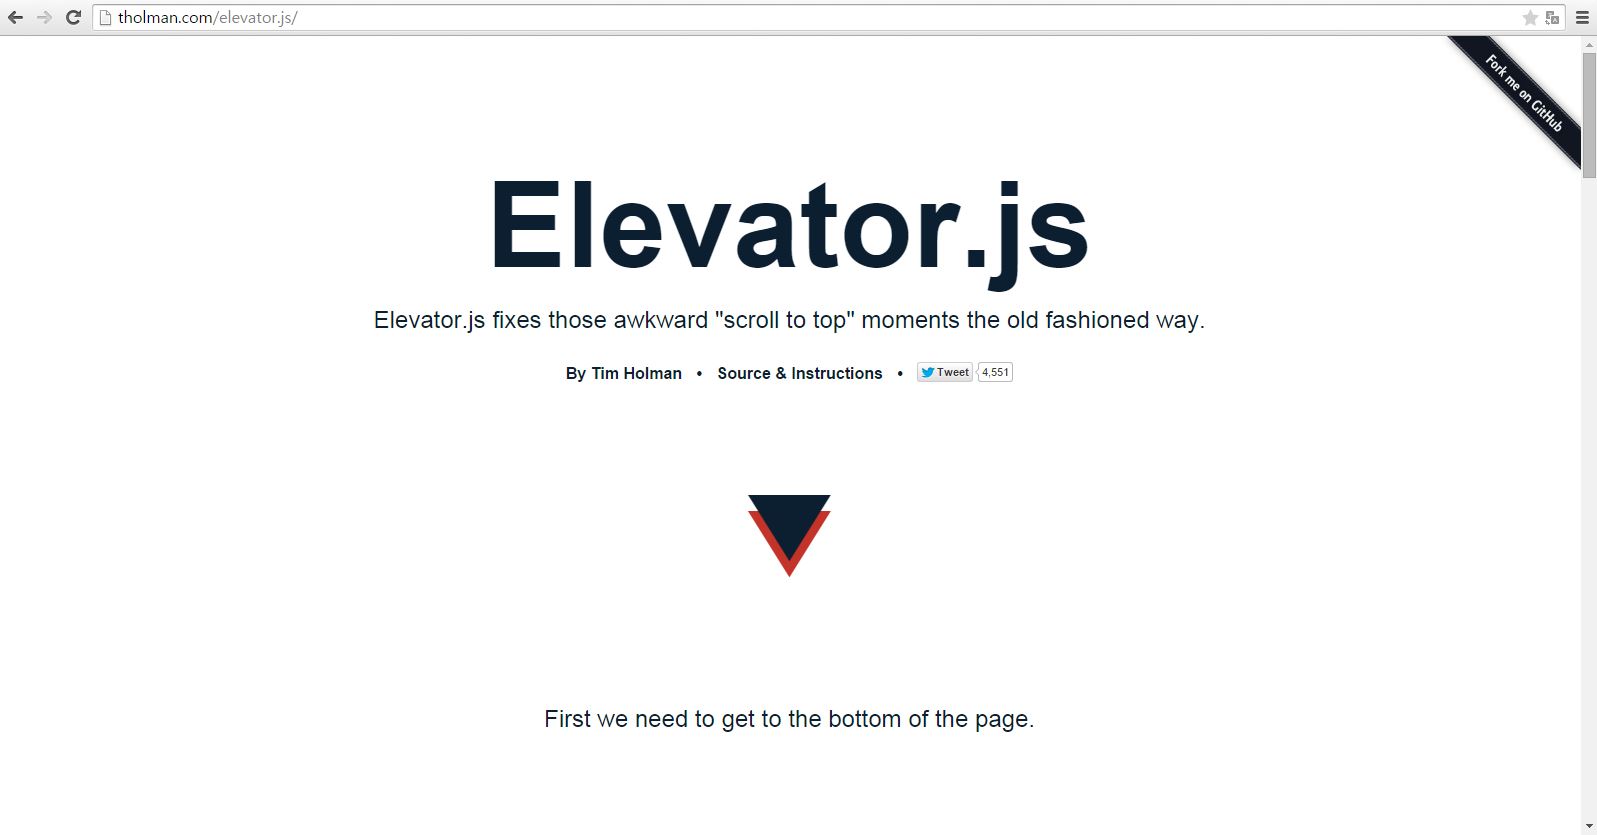 tholman.com/elevator.js/
Fork me on GitHub
Elevator.js
Elevator.js fixes those awkward "scroll to top" moments the old fashioned way.
By Tim Holman • Source & Instructions • Tweet 4,551
First we need to get to the bottom of the page.